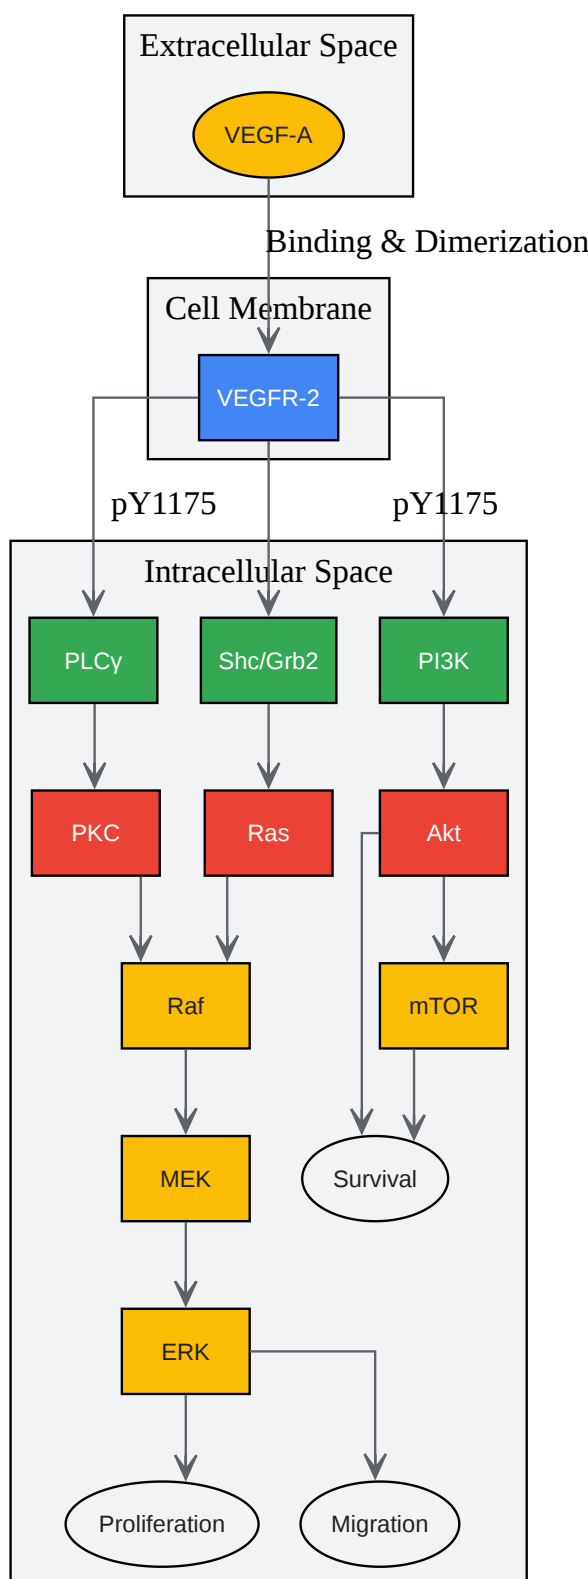 Extracellular Space
VEGF-A
Binding & Dimerization
Cell Membrane
VEGFR-2
pY1175
pY1175
Intracellular Space
PLCγ
Shc/Grb2
PI3K
PKC
Ras
Akt
Raf
mTOR
MEK
Survival
ERK
Proliferation
Migration